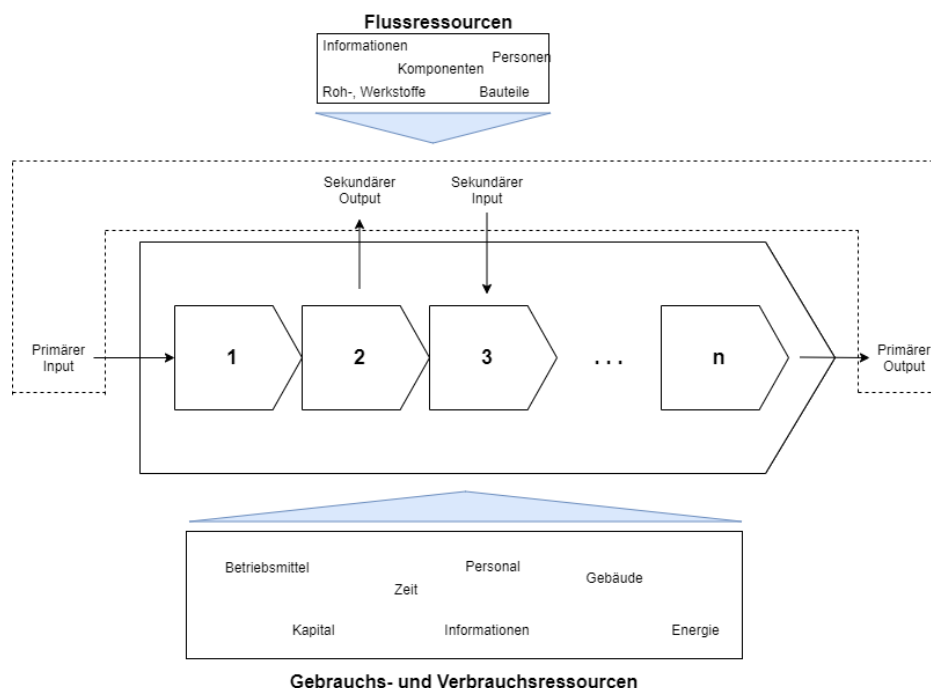 Flussressourcen
Informationen
Personen
Komponenten
Roh-, Werkstoffe
Bauteile
Sekundärer
Output
Sekundärer
Input
Primärer
Input
1
2
3
. . .
n
Primärer
Output
Betriebsmittel
Personal
Gebäude
Zeit
Kapital
Informationen
Energie
Gebrauchs- und Verbrauchsressourcen